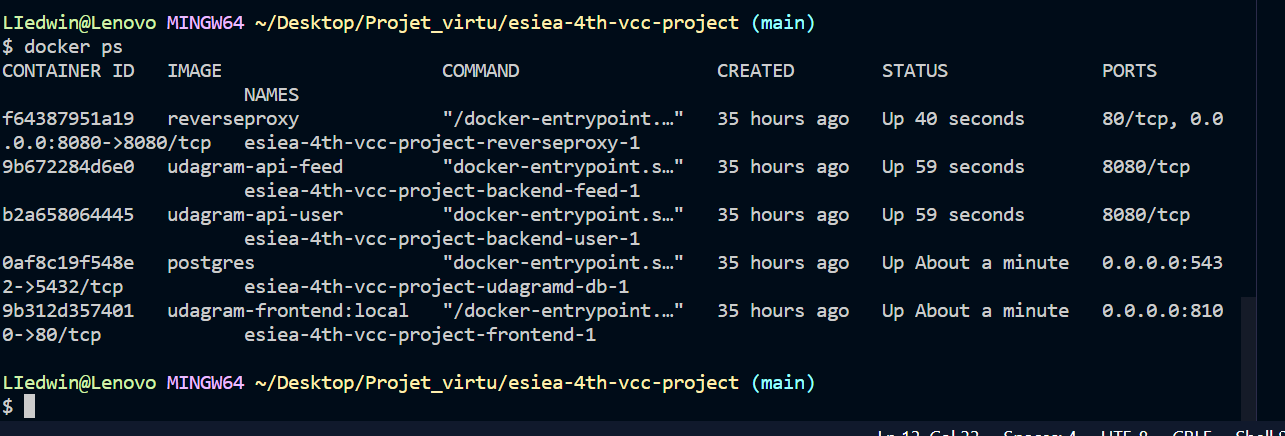 LIedwin@Lenovo MINGW64 ~/Desktop/Projet_virtu/esiea-4th-vcc-project (main)
$ docker ps
CONTAINER ID   IMAGE                    COMMAND                  CREATED        STATUS              PORTS
                      NAMES
f64387951a19   reverseproxy             "/docker-entrypoint.…"   35 hours ago   Up 40 seconds       80/tcp, 0.0
.0.0:8080->8080/tcp   esiea-4th-vcc-project-reverseproxy-1
9b672284d6e0   udagram-api-feed         "docker-entrypoint.s…"   35 hours ago   Up 59 seconds       8080/tcp
                      esiea-4th-vcc-project-backend-feed-1
b2a658064445   udagram-api-user         "docker-entrypoint.s…"   35 hours ago   Up 59 seconds       8080/tcp
                      esiea-4th-vcc-project-backend-user-1
0af8c19f548e   postgres                 "docker-entrypoint.s…"   35 hours ago   Up About a minute   0.0.0.0:543
2->5432/tcp           esiea-4th-vcc-project-udagramd-db-1
9b312d357401   udagram-frontend:local   "/docker-entrypoint.…"   35 hours ago   Up About a minute   0.0.0.0:810
0->80/tcp             esiea-4th-vcc-project-frontend-1
LIedwin@Lenovo MINGW64 ~/Desktop/Projet_virtu/esiea-4th-vcc-project (main)
$